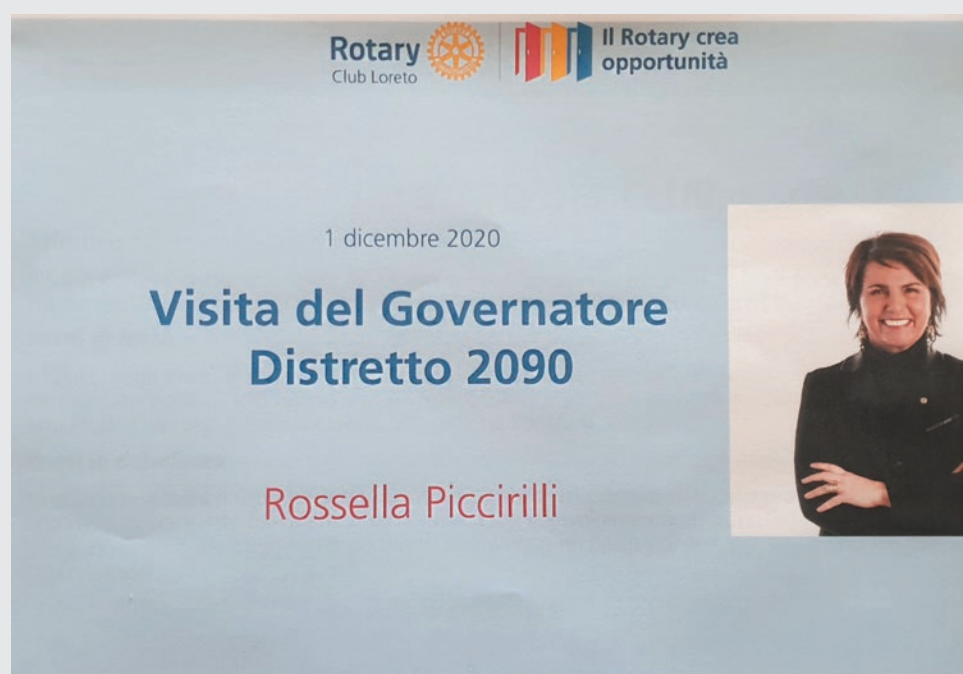 Rotary
Club Loreto
Il Rotary crea
opportunità
1 dicembre 2020
Visita del Governatore
Distretto 2090
Rossella Piccirilli